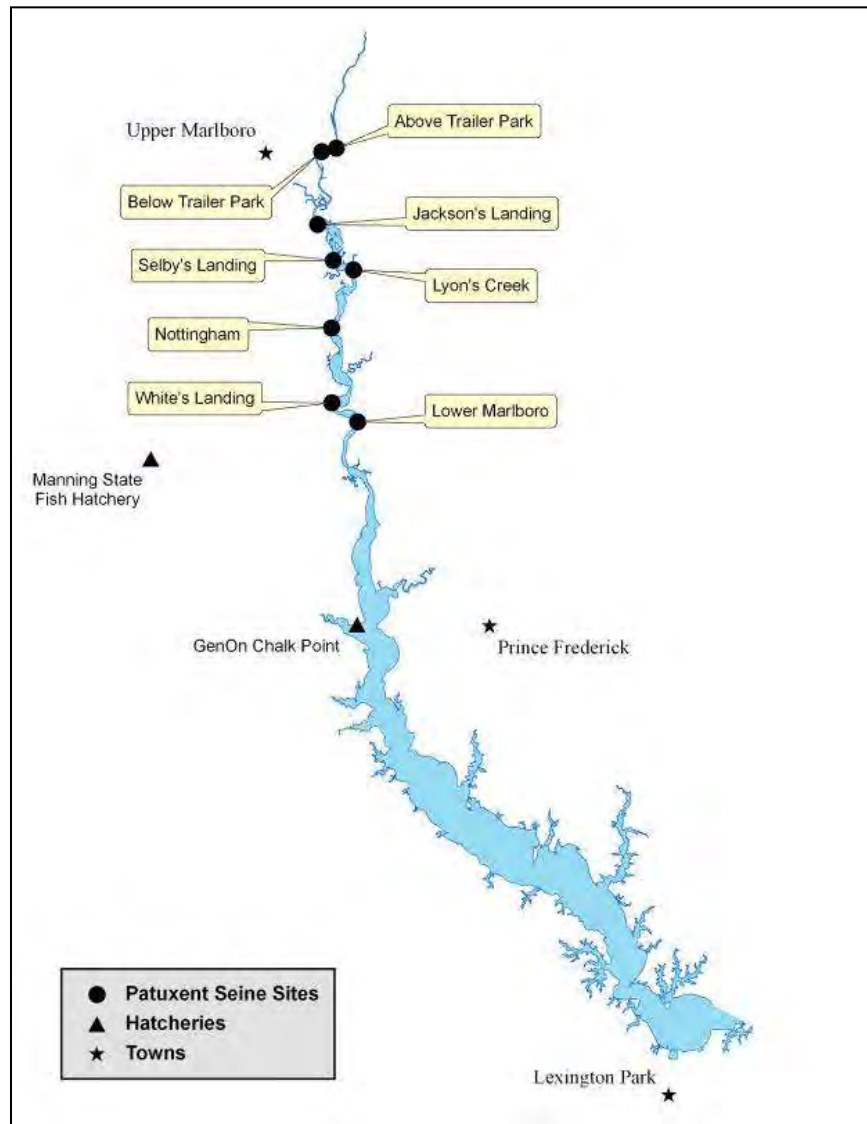 Above Trailer Park
Upper Marlboro
Below Trailer Park
Jackson's Landing
Selby's Landing
Lyon's Creek
Nottingham
White's Landing
Lower Marlboro
Manning State
Fish Hatchery
GenOn Chalk Point
Prince Frederick
Patuxent Seine Sites
Hatcheries
Towns
Lexington Park